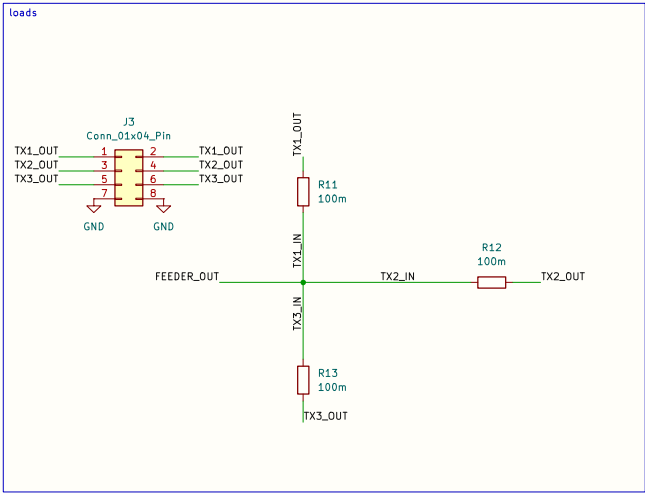 loads
J3
Conn_01x04_Pin
TX1_OUT 1 2 TX1_OUT
TX2_OUT 3 4 TX2_OUT
TX3_OUT 5 6 TX3_OUT
7 8
GND GND
TX1_OUT
R11
100m
TX1_IN
FEEDER_OUT
TX2_IN
R12
100m
TX2_OUT
TX3_IN
R13
100m
TX3_OUT